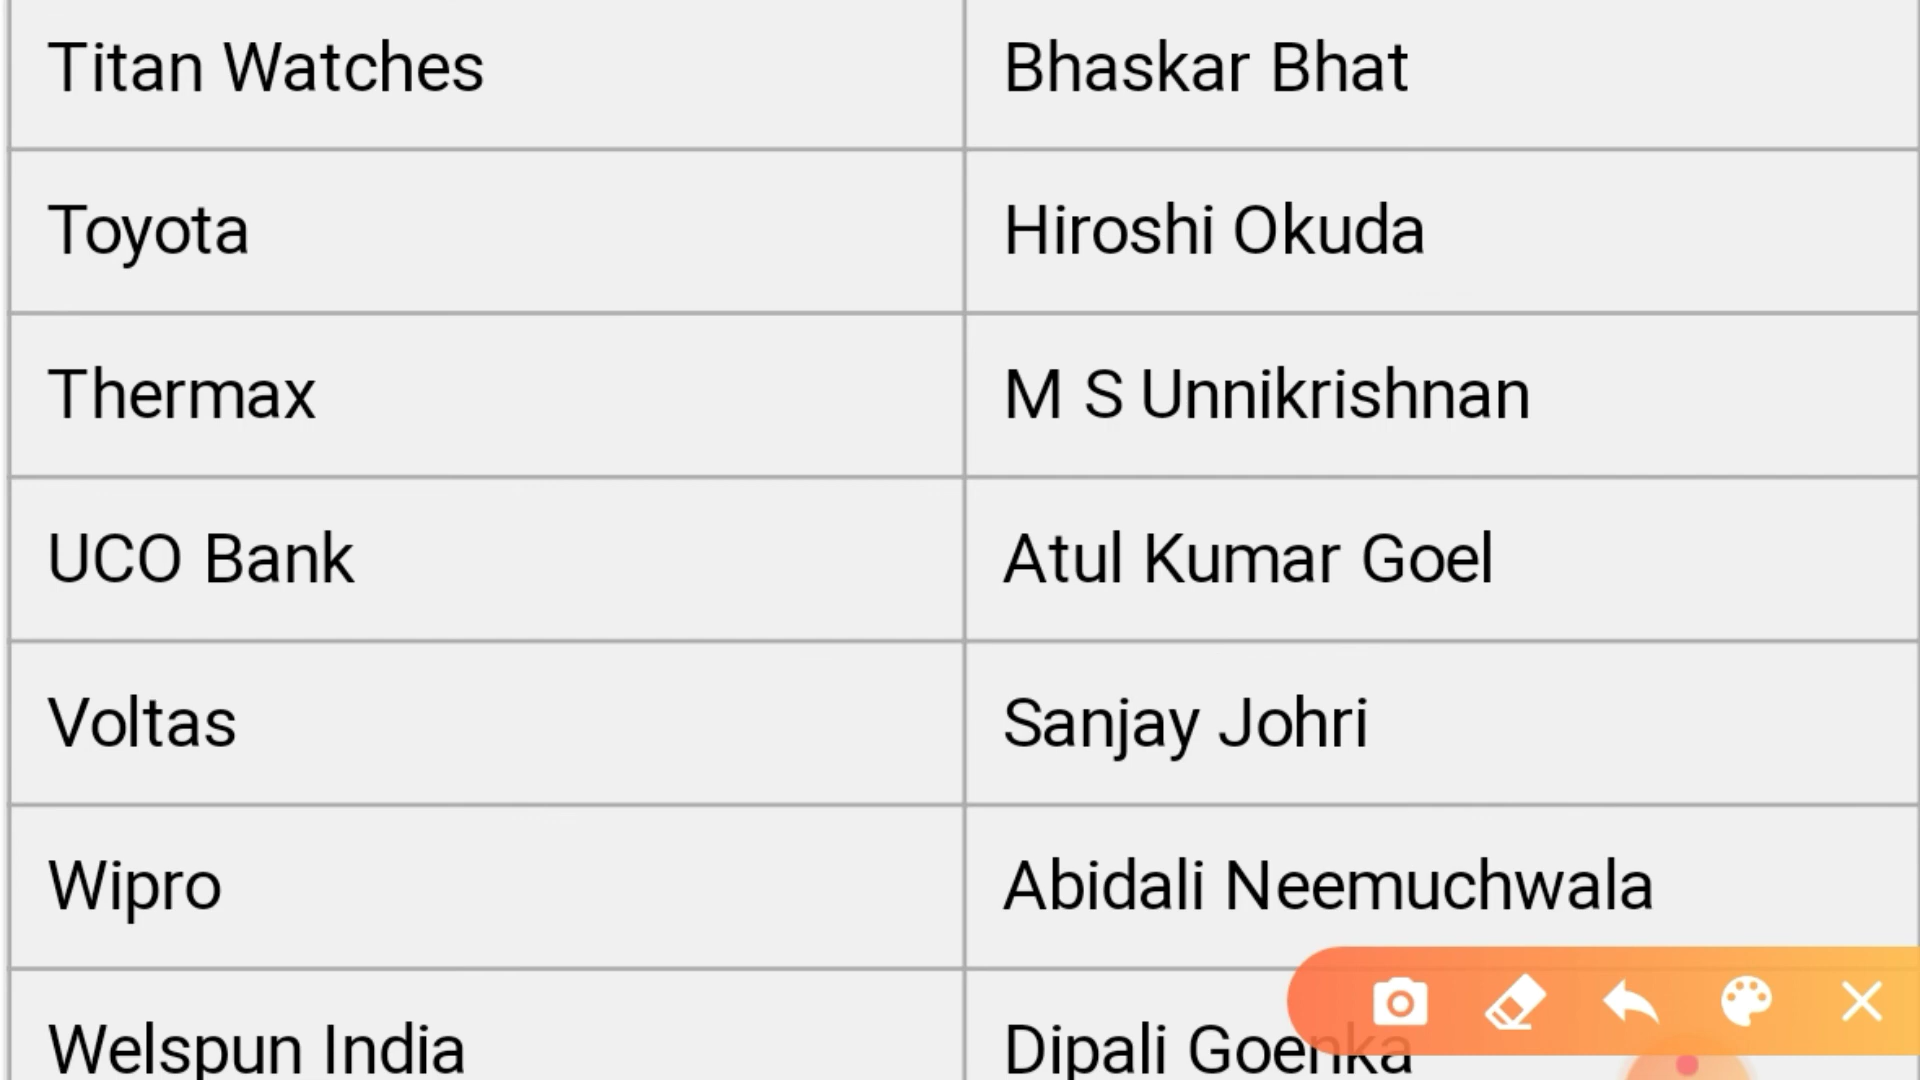 Titan Watches Bhaskar Bhat
Toyota Hiroshi Okuda
Thermax M S Unnikrishnan
UCO Bank Atul Kumar Goel
Voltas Sanjay Johri
Wipro Abidali Neemuchwala
Welspun India Dipali Goenka